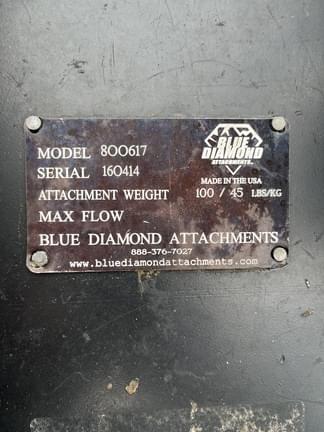 BLUE
DIAMOND
ATTACHMENTS
MODEL 800617
SERIAL 160414
MADE IN THE USA
ATTACHMENT WEIGHT 100 / 45 LBS/KG
MAX FLOW
BLUE DIAMOND ATTACHMENTS
888-376-7027
www.bluediamondattachments.com